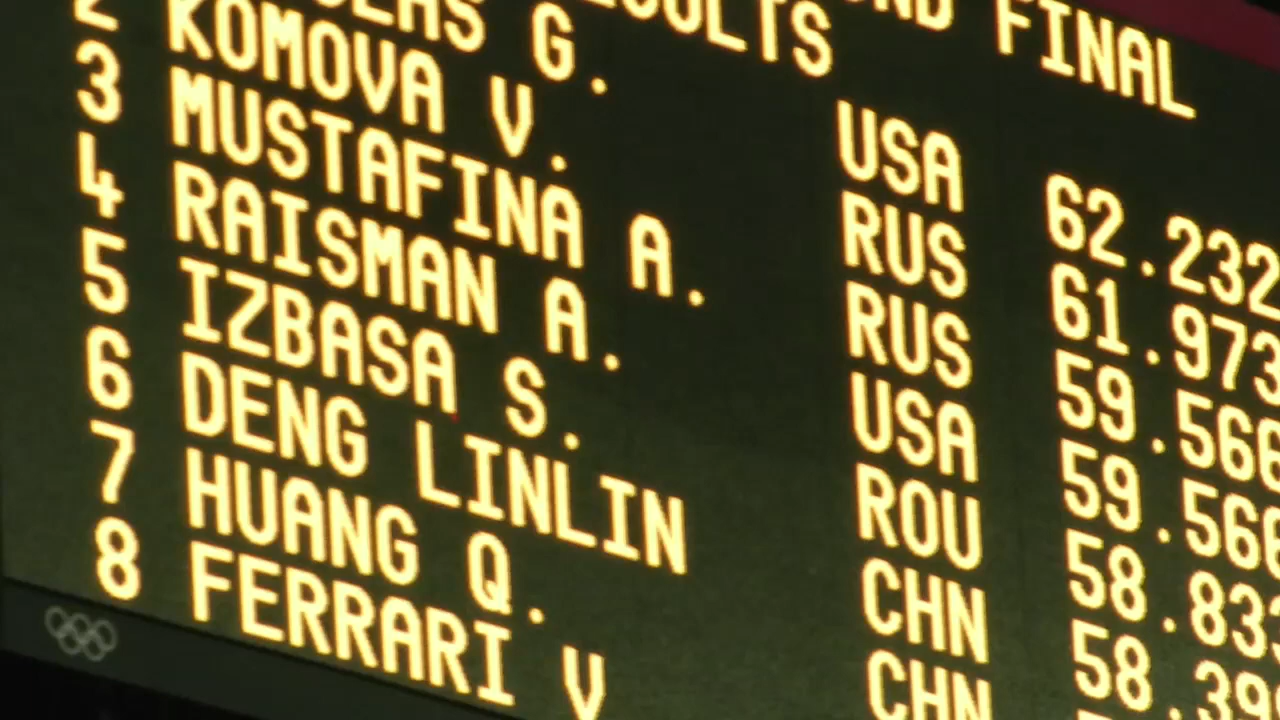 RESULTS FINAL
G. USA 62.232
2 KOMOVA V. RUS 61.973
3 MUSTAFINA A. RUS 59.566
4 RAISMAN A. USA 59.566
5 IZBASA S. ROU 58.833
6 DENG LINLIN CHN 58.399
7 HUANG Q. CHN
8 FERRARI V